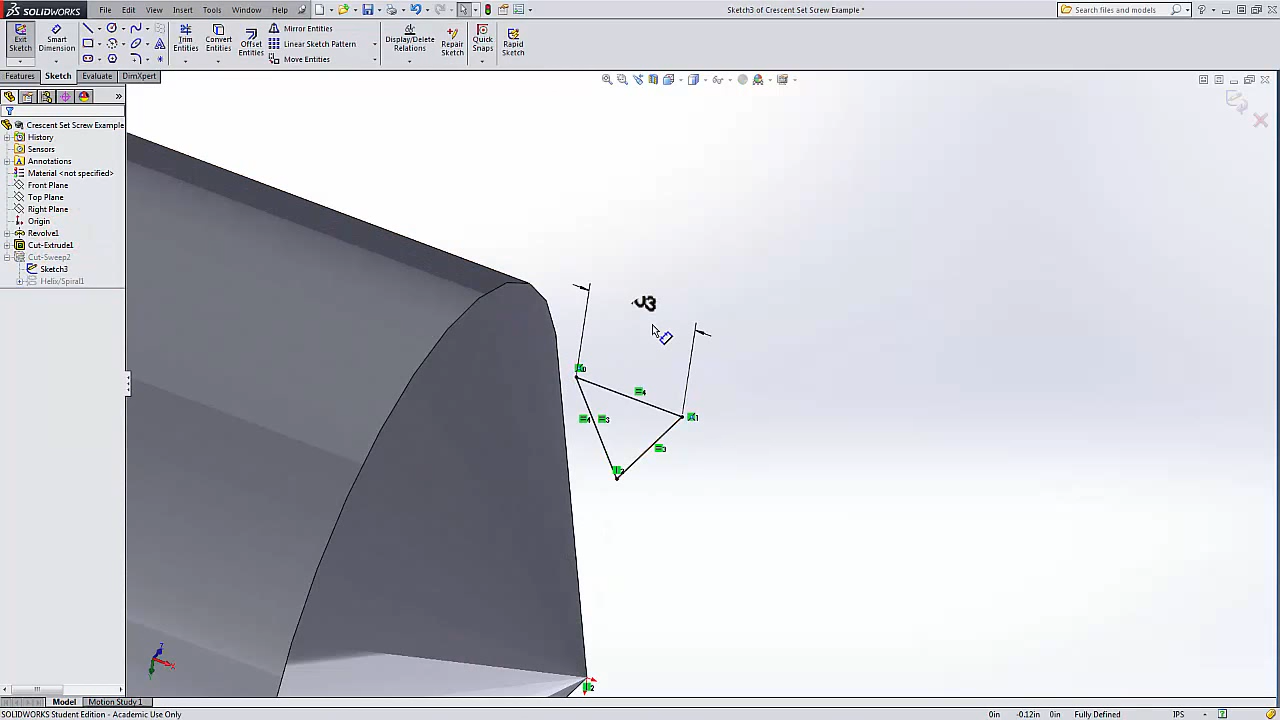 SOLIDWORKS File Edit View Insert Tools Window Help Sketch3 of Crescent Set Screw Example * Search files and models
Exit Sketch
Smart Dimension
Trim Entities
Convert Entities
Offset Entities
Mirror Entities
Linear Sketch Pattern
Move Entities
Display/Delete Relations
Repair Sketch
Quick Snaps
Rapid Sketch
Features Sketch Evaluate DimXpert
Crescent Set Screw Example
History
Sensors
Annotations
Material <not specified>
Front Plane
Top Plane
Right Plane
Origin
Revolve1
Cut-Extrude1
Cut-Sweep2
Sketch3
Helix/Spiral1
Model Motion Study 1
SOLIDWORKS Student Edition - Academic Use Only 0in -0.12in 0in Fully Defined IPS